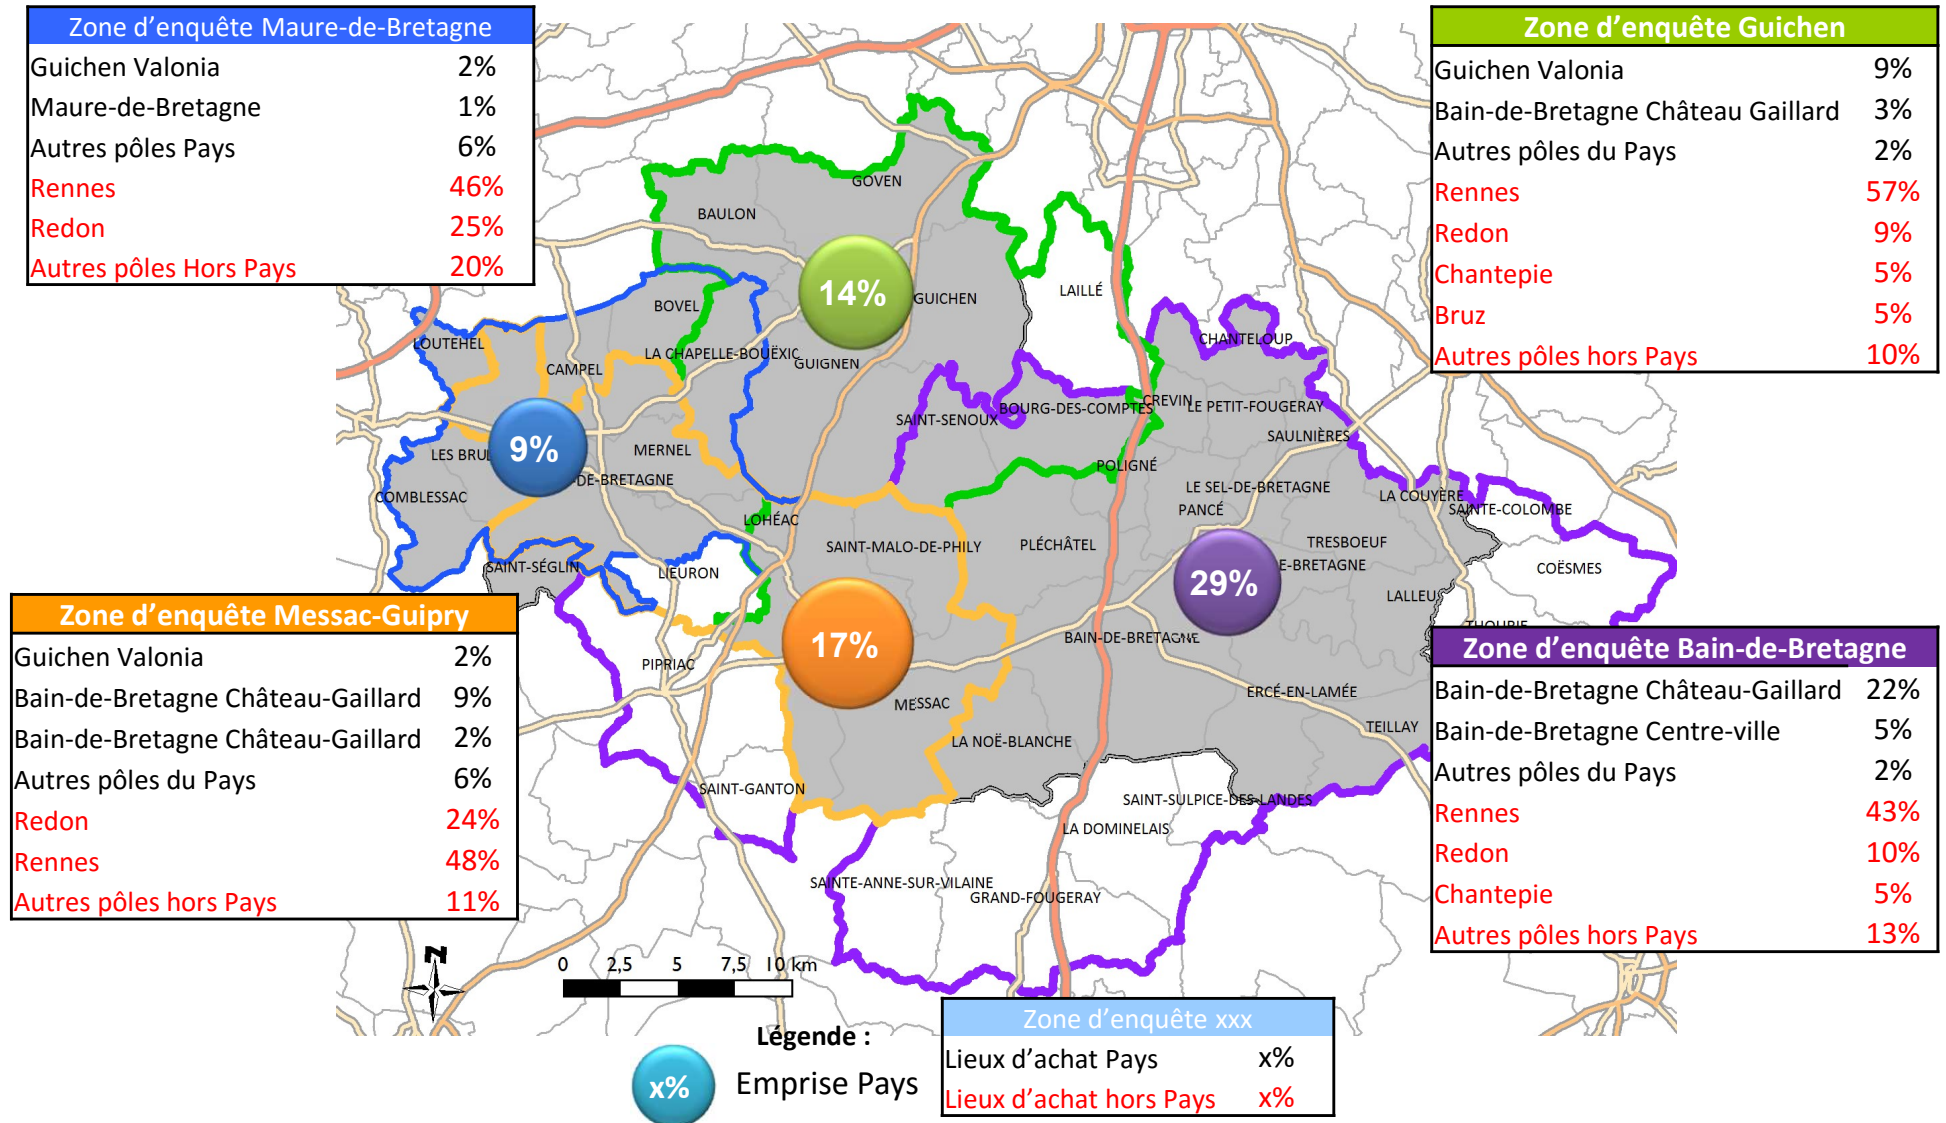 Zone d'enquête Maure-de-Bretagne
Guichen Valonia 2%
Maure-de-Bretagne 1%
Autres pôles Pays 6%
Rennes 46%
Redon 25%
Autres pôles Hors Pays 20%
Zone d'enquête Guichen
Guichen Valonia 9%
Bain-de-Bretagne Château Gaillard 3%
Autres pôles du Pays 2%
Rennes 57%
Redon 9%
Chantepie 5%
Bruz 5%
Autres pôles hors Pays 10%
GOVEN
BAULON
14%
GUICHEN
LAILLÉ
BOVEL
LOUTEHEL
CHANTELOUP
LA CHAPELLE-BOUËXIC
GUIGNEN
CAMPEL
SAINT-SENOUX
BOURG-DES-COMPTES
CREVIN
LE PETIT-FOUGERAY
SAULNIÈRES
9%
LES BRU
MERNEL
-DE-BRETAGNE
COMBLESSAC
POLIGNÉ
LE SEL-DE-BRETAGNE
PANCÉ
LA COUYÈRE
SAINTE-COLOMBE
LOHÉAC
SAINT-MALO-DE-PHILY
PLÉCHÂTEL
TRESBOEUF
E-BRETAGNE
COËSMES
SAINT-SÉGLIN
LIEURON
29%
LALLEU
THOURIE
BAIN-DE-BRETAGNE
17%
PIPRIAC
MESSAC
ERCÉ-EN-LAMÉE
TEILLAY
LA NOË-BLANCHE
SAINT-GANTON
SAINT-SULPICE-DES-LANDES
LA DOMINELAIS
SAINTE-ANNE-SUR-VILAINE
GRAND-FOUGERAY
Zone d'enquête Messac-Guipry
Guichen Valonia 2%
Bain-de-Bretagne Château-Gaillard 9%
Bain-de-Bretagne Château-Gaillard 2%
Autres pôles du Pays 6%
Redon 24%
Rennes 48%
Autres pôles hors Pays 11%
Zone d'enquête Bain-de-Bretagne
Bain-de-Bretagne Château-Gaillard 22%
Bain-de-Bretagne Centre-ville 5%
Autres pôles du Pays 2%
Rennes 43%
Redon 10%
Chantepie 5%
Autres pôles hors Pays 13%
N
0 2,5 5 7,5 10 km
Légende :
x% Emprise Pays
Zone d'enquête xxx
Lieux d'achat Pays x%
Lieux d'achat hors Pays x%